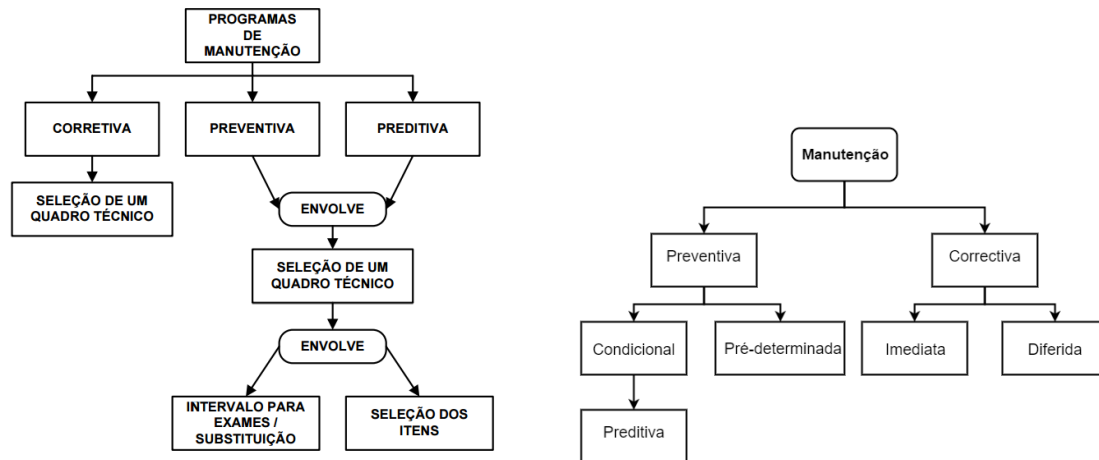 PROGRAMAS
DE
MANUTENÇÃO
CORRETIVA
PREVENTIVA
PREDITIVA
SELEÇÃO DE UM
QUADRO TÉCNICO
ENVOLVE
SELEÇÃO DE UM
QUADRO TÉCNICO
ENVOLVE
INTERVALO PARA
EXAMES /
SUBSTITUIÇÃO
SELEÇÃO DOS
ITENS
Manutenção
Preventiva
Correctiva
Condicional
Pré-determinada
Imediata
Diferida
Preditiva